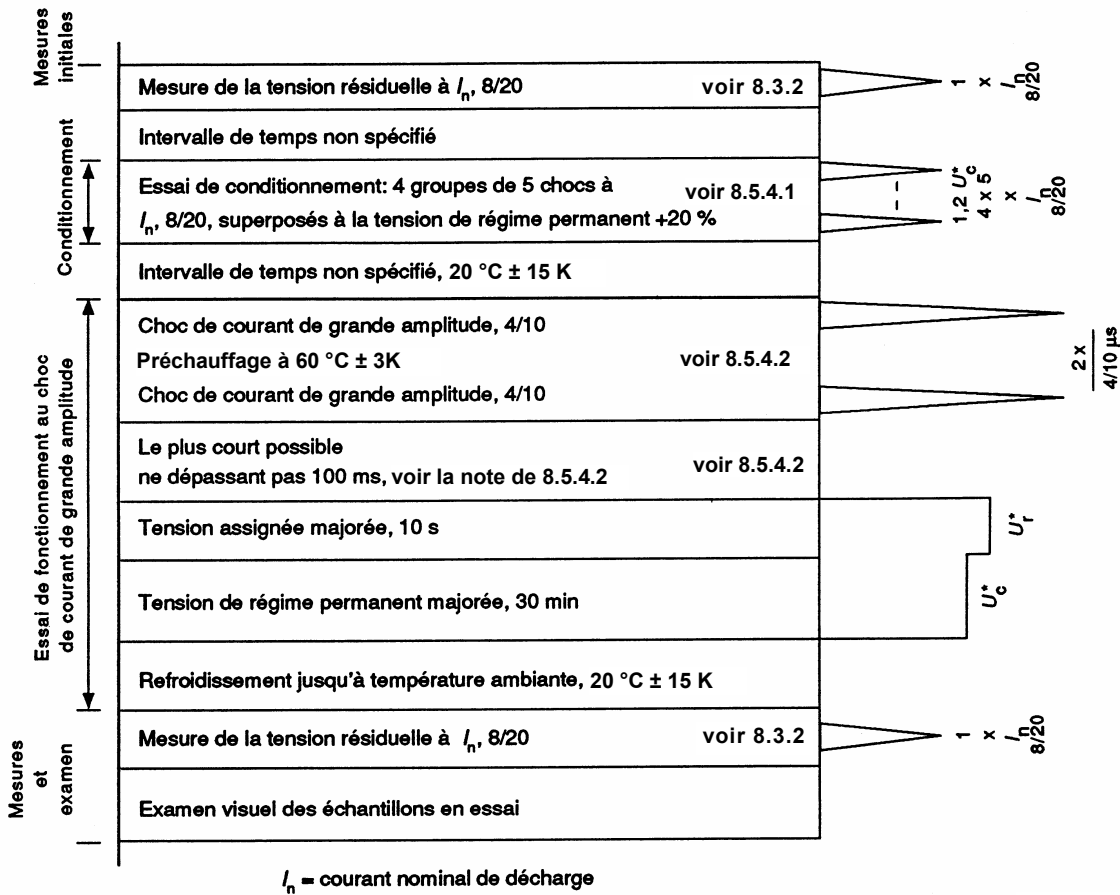 Mesures
initiales
Mesure de la tension résiduelle à In, 8/20 voir 8.3.2
1 x In
8/20
Intervalle de temps non spécifié
Conditionnement
Essai de conditionnement: 4 groupes de 5 chocs à voir 8.5.4.1
In, 8/20, superposés à la tension de régime permanent +20 %
1,2 Uc*
4 x 5
x
In
8/20
Intervalle de temps non spécifié, 20 °C ± 15 K
Essai de fonctionnement au choc
de courant de grande amplitude
Choc de courant de grande amplitude, 4/10
Préchauffage à 60 °C ± 3K voir 8.5.4.2
Choc de courant de grande amplitude, 4/10
2 x
4/10 µs
Le plus court possible
ne dépassant pas 100 ms, voir la note de 8.5.4.2 voir 8.5.4.2
Tension assignée majorée, 10 s
Ur*
Tension de régime permanent majorée, 30 min
Uc*
Refroidissement jusqu'à température ambiante, 20 °C ± 15 K
Mesures
et
examen
Mesure de la tension résiduelle à In, 8/20 voir 8.3.2
1 x In
8/20
Examen visuel des échantillons en essai
In = courant nominal de décharge